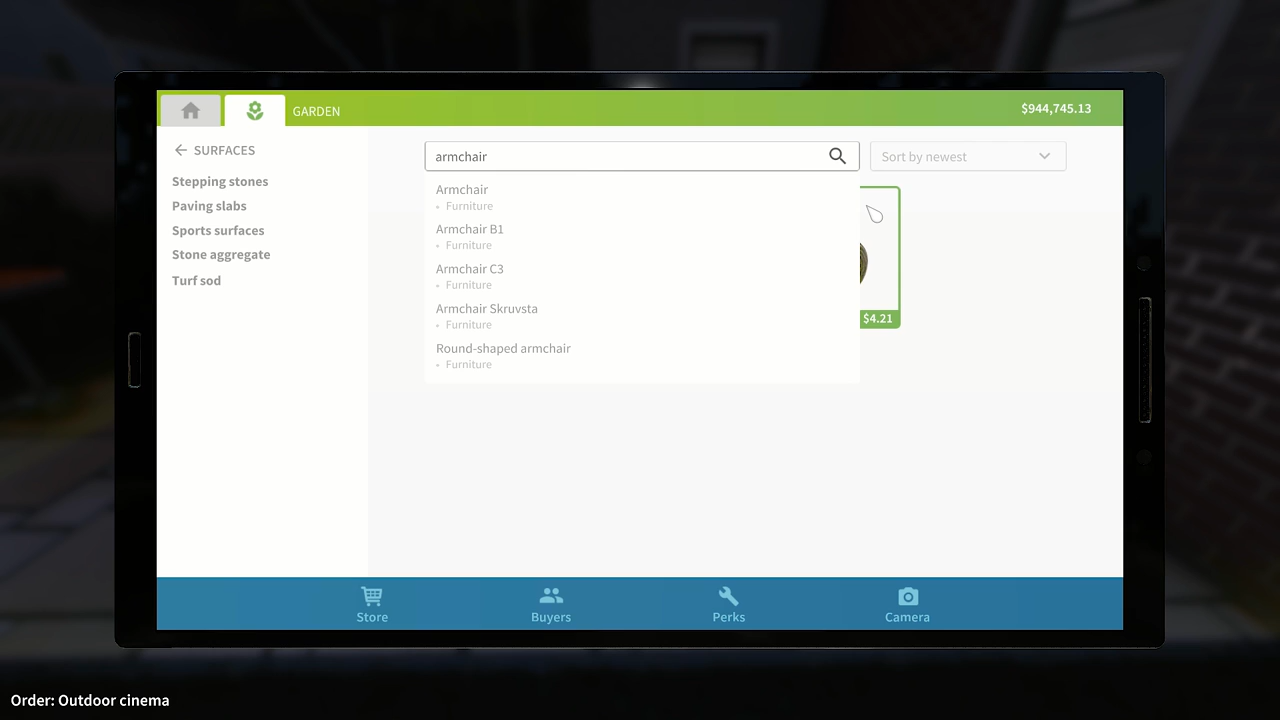 GARDEN
$944,745.13
SURFACES
Stepping stones
Paving slabs
Sports surfaces
Stone aggregate
Turf sod
armchair
Sort by newest
Armchair
Furniture
Armchair B1
Furniture
Armchair C3
Furniture
Armchair Skruvsta
Furniture
Round-shaped armchair
Furniture
$4.21
Store
Buyers
Perks
Camera
Order: Outdoor cinema